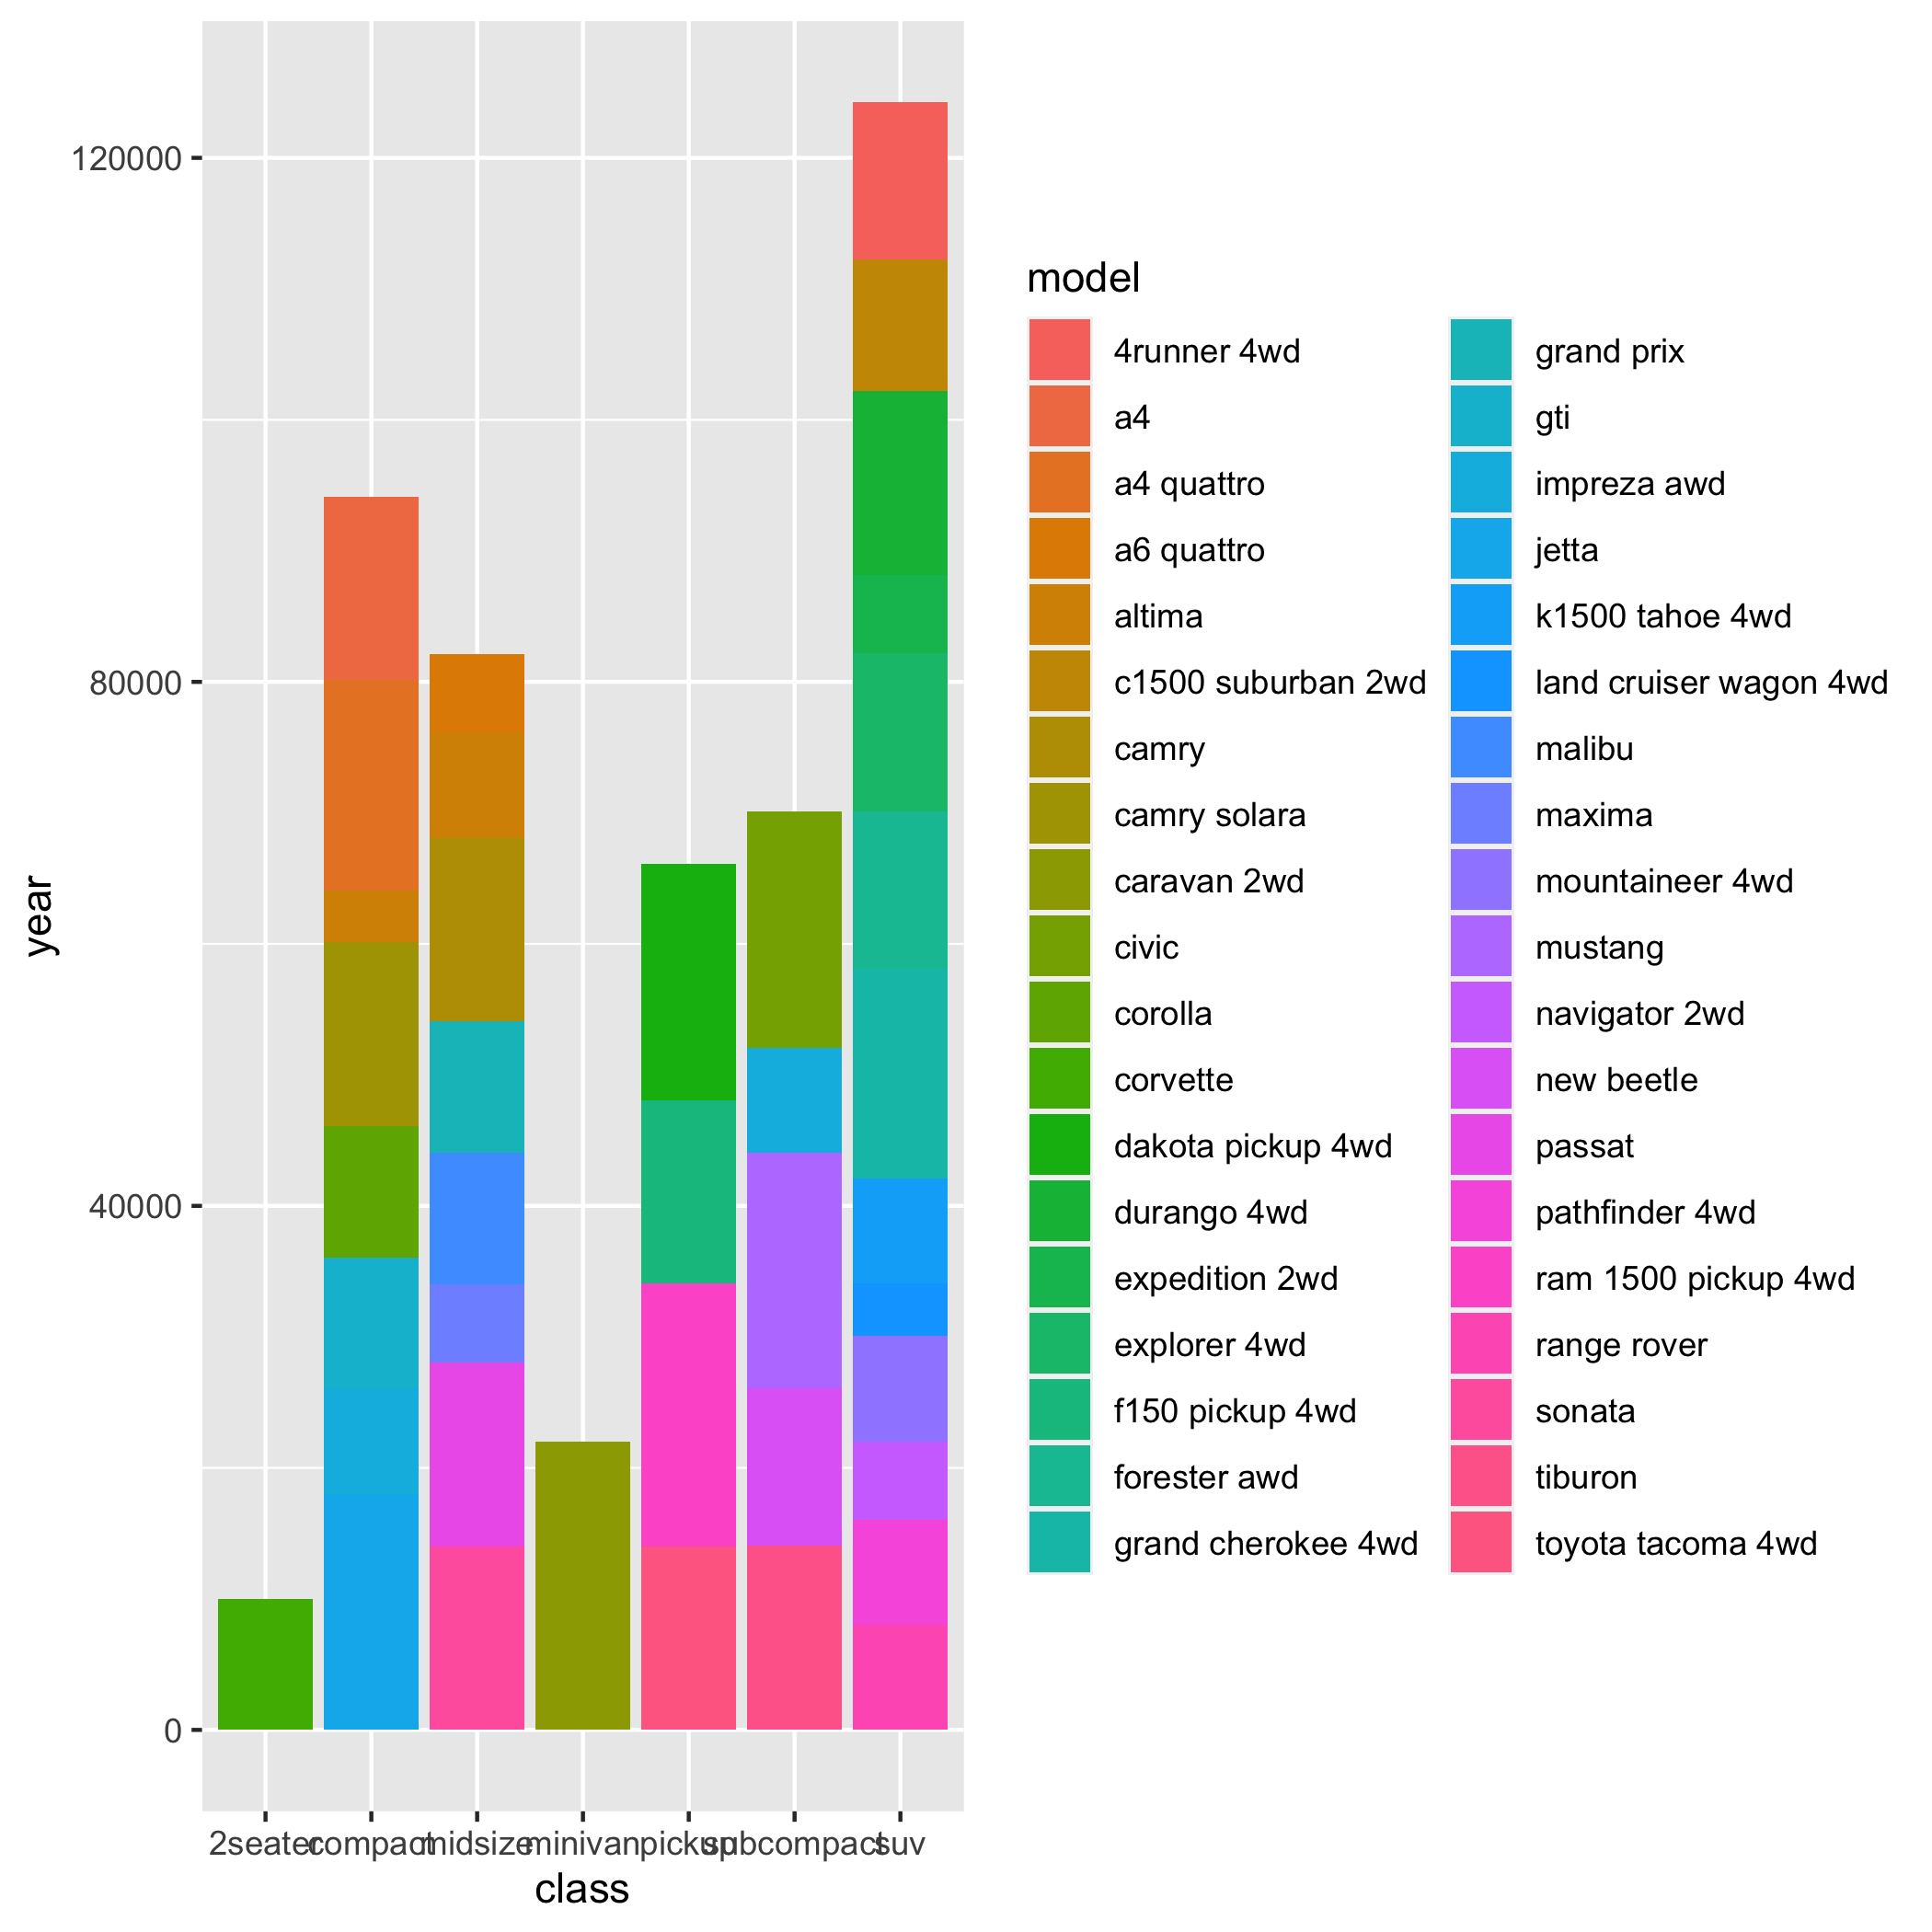 120000
80000
40000
0
year
2seater
compact
midsize
minivan
pickup
subcompact
suv
class
model
4runner 4wd
a4
a4 quattro
a6 quattro
altima
c1500 suburban 2wd
camry
camry solara
caravan 2wd
civic
corolla
corvette
dakota pickup 4wd
durango 4wd
expedition 2wd
explorer 4wd
f150 pickup 4wd
forester awd
grand cherokee 4wd
grand prix
gti
impreza awd
jetta
k1500 tahoe 4wd
land cruiser wagon 4wd
malibu
maxima
mountaineer 4wd
mustang
navigator 2wd
new beetle
passat
pathfinder 4wd
ram 1500 pickup 4wd
range rover
sonata
tiburon
toyota tacoma 4wd